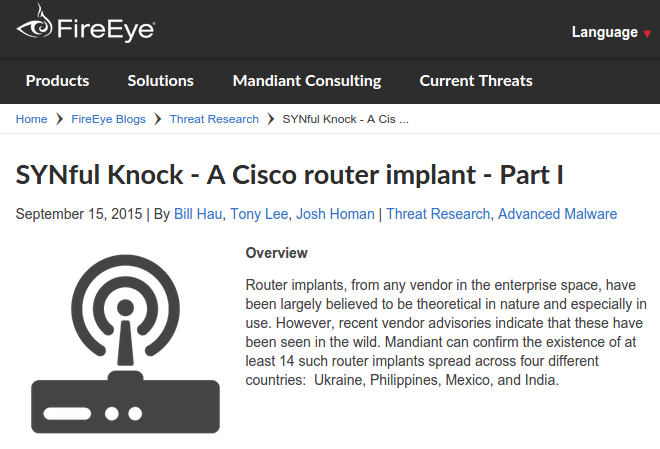 FireEye
Language
Products Solutions Mandiant Consulting Current Threats
Home FireEye Blogs Threat Research SYNful Knock - A Cis ...
SYNful Knock - A Cisco router implant - Part I
September 15, 2015 | By Bill Hau, Tony Lee, Josh Homan | Threat Research, Advanced Malware
Overview
Router implants, from any vendor in the enterprise space, have
been largely believed to be theoretical in nature and especially in
use. However, recent vendor advisories indicate that these have
been seen in the wild. Mandiant can confirm the existence of at
least 14 such router implants spread across four different
countries: Ukraine, Philippines, Mexico, and India.